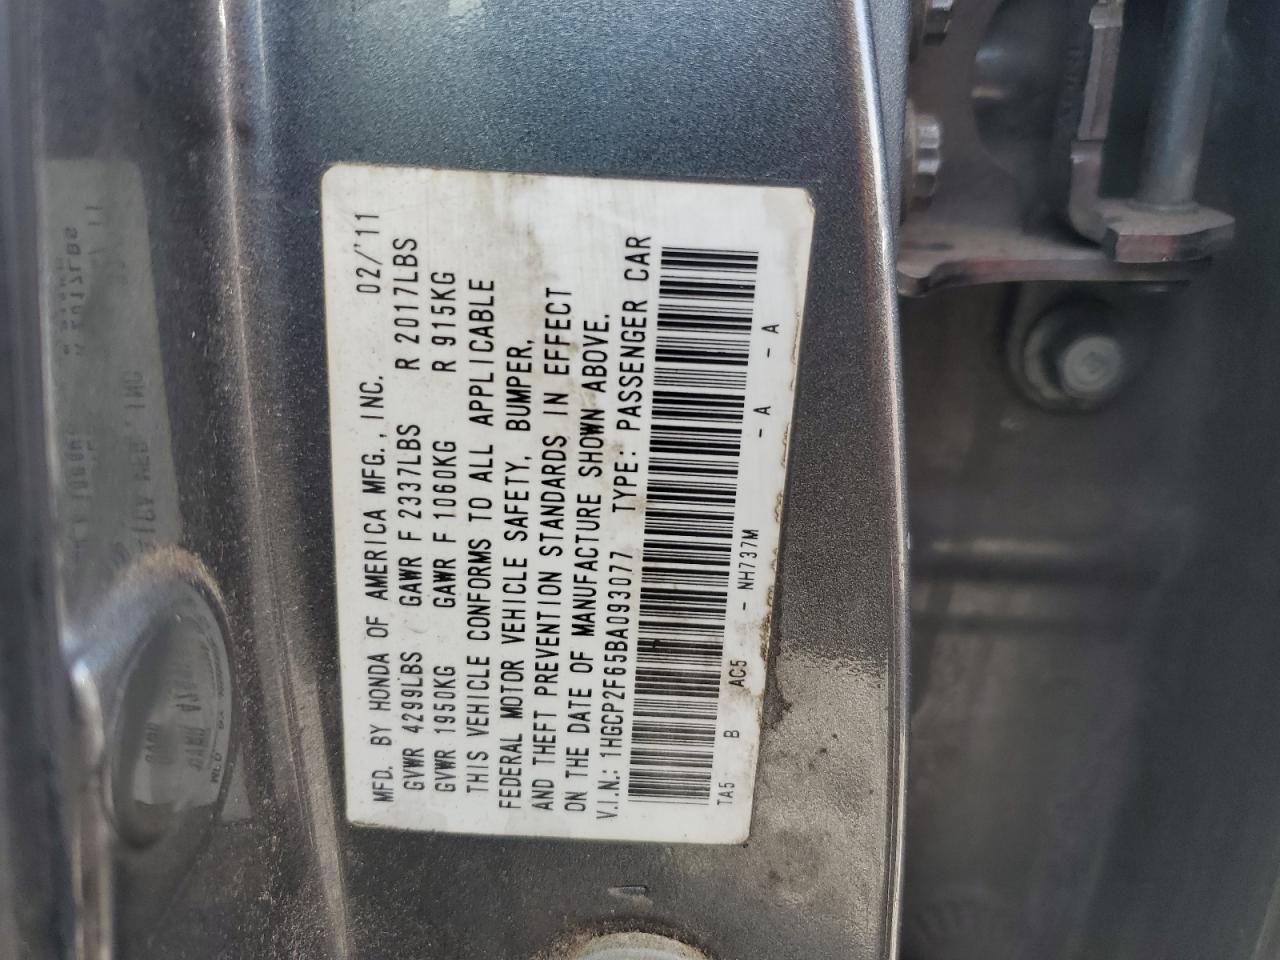 MFD. BY HONDA OF AMERICA MFG., INC. 02/'11
GVWR 4299LBS GAWR F 2337LBS R 2017LBS
GVWR 1950KG GAWR F 1060KG R 915KG
THIS VEHICLE CONFORMS TO ALL APPLICABLE
FEDERAL MOTOR VEHICLE SAFETY, BUMPER,
AND THEFT PREVENTION STANDARDS IN EFFECT
ON THE DATE OF MANUFACTURE SHOWN ABOVE.
V.I.N.: 1HGCP2F65BA093077 TYPE: PASSENGER CAR
TA5 B AC5 - NH737M - A - A